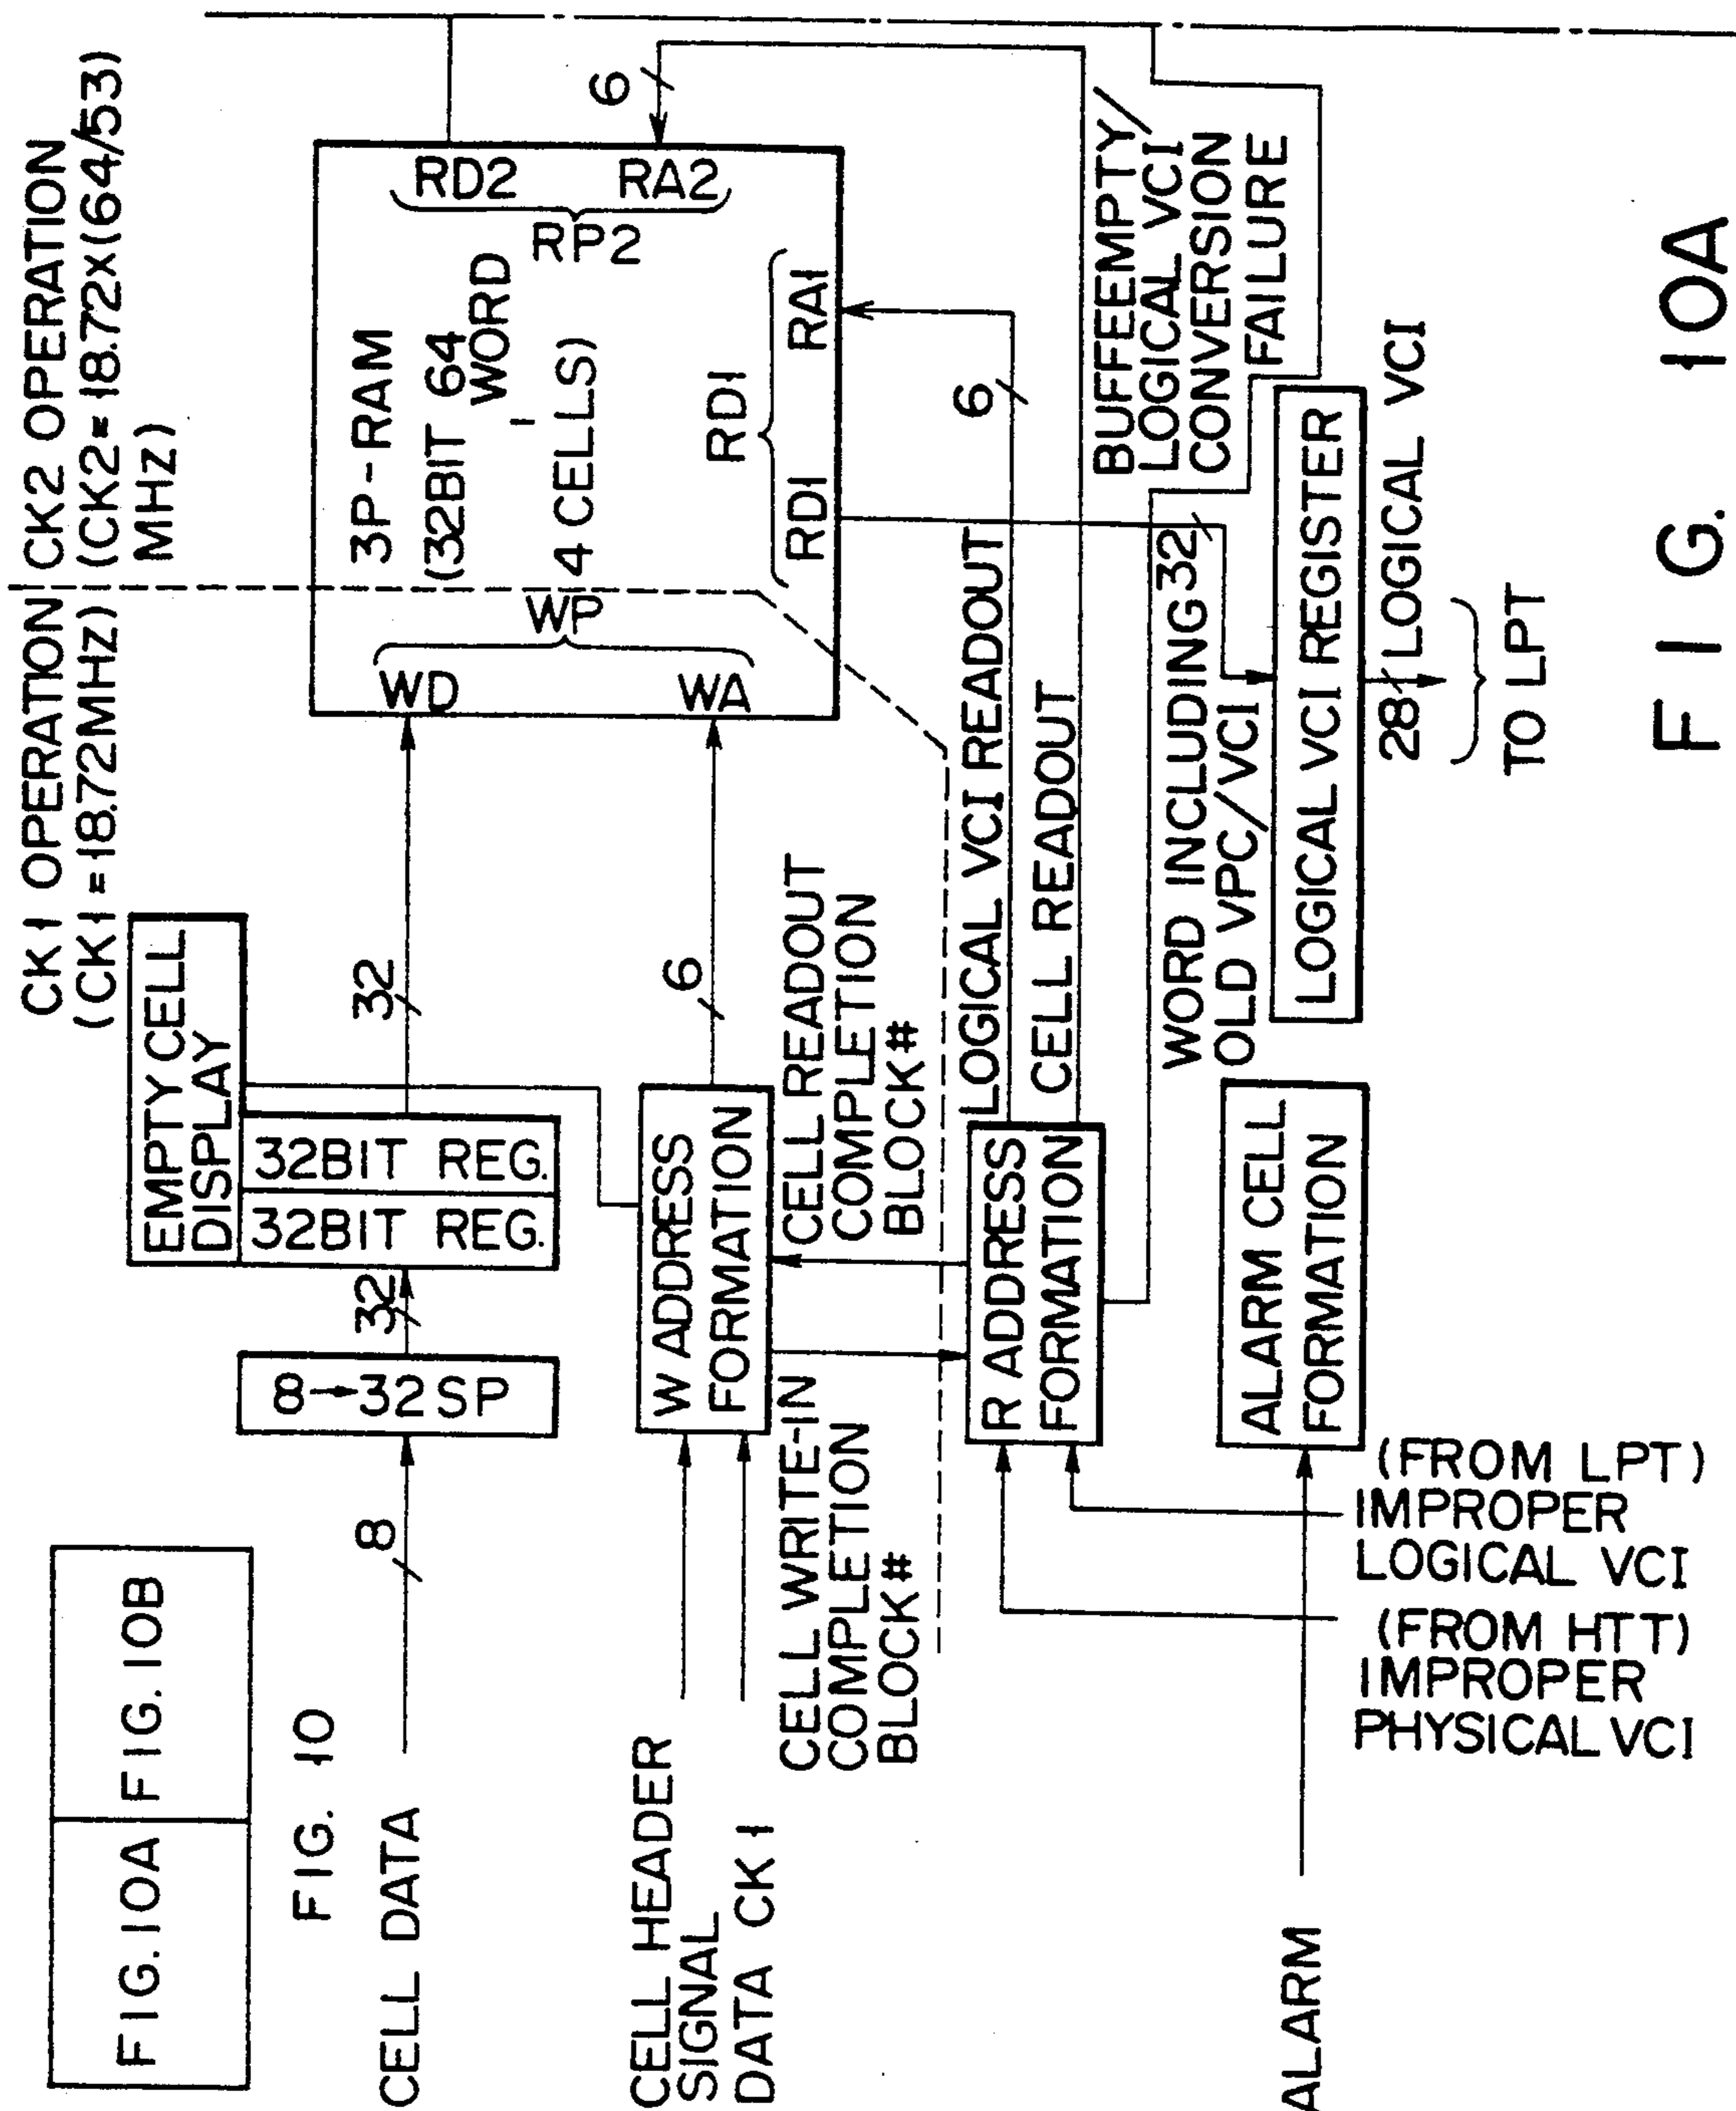 FIG. 10A FIG. 10B
FIG. 10
CK1 OPERATION
(CK1=18.72MHz)
CK2 OPERATION
(CK2=18.72x(64/53)
MHz)
EMPTY CELL
DISPLAY
CELL DATA
8
8→32 SP
32
32BIT REG.
32BIT REG.
32
WD
WP
WA
3P-RAM
(32BIT 64
WORD
4 CELLS)
RD2
RP2
RA2
6
RD1
RD1
RA1
CELL HEADER
SIGNAL
DATA CK1
W ADDRESS
FORMATION
6
CELL WRITE-IN
COMPLETION
BLOCK#
CELL READOUT
COMPLETION
BLOCK#
R ADDRESS
FORMATION
LOGICAL VCI READOUT
6
CELL READOUT
BUFFEEMPTY/
LOGICAL VCI
CONVERSION
FAILURE
WORD INCLUDING 32
OLD VPC/VCI
ALARM
ALARM CELL
FORMATION
LOGICAL VCI REGISTER
28 LOGICAL VCI
TO LPT
(FROM LPT)
IMPROPER
LOGICAL VCI
(FROM HTT)
IMPROPER
PHYSICAL VCI
FIG. 10A